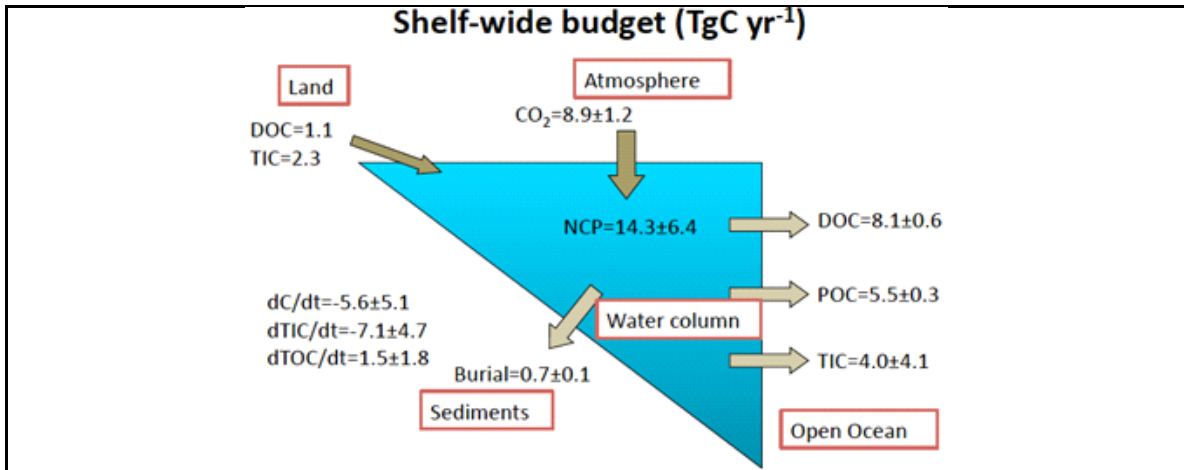 Shelf-wide budget (TgC yr⁻¹)
Land
Atmosphere
CO₂=8.9±1.2
DOC=1.1
TIC=2.3
NCP=14.3±6.4
DOC=8.1±0.6
POC=5.5±0.3
dC/dt=-5.6±5.1
dTIC/dt=-7.1±4.7
dTOC/dt=1.5±1.8
Water column
TIC=4.0±4.1
Burial=0.7±0.1
Sediments
Open Ocean